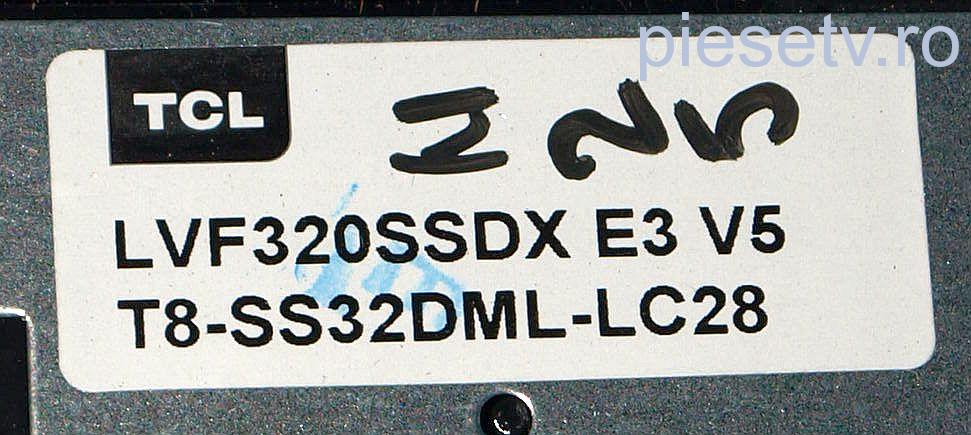 piesetv.ro
TCL
LVF320SSDX E3 V5
T8-SS32DML-LC28